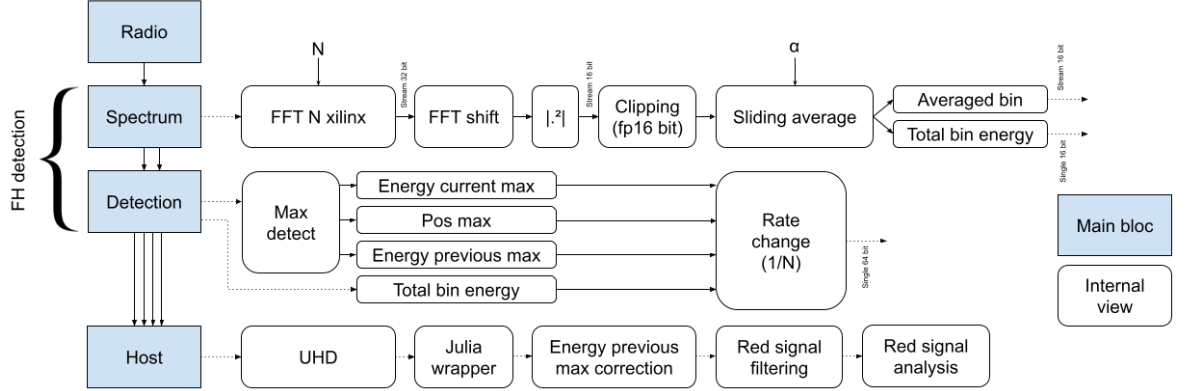 Radio
N
α
Stream 32 bit
Stream 16 bit
Stream 16 bit
FH detection
Spectrum
FFT N xilinx
FFT shift
|.²|
Clipping
(fp16 bit)
Sliding average
Averaged bin
Total bin energy
Single 16 bit
Detection
Max
detect
Energy current max
Pos max
Energy previous max
Total bin energy
Rate
change
(1/N)
Single 64 bit
Main bloc
Internal
view
Host
UHD
Julia
wrapper
Energy previous
max correction
Red signal
filtering
Red signal
analysis